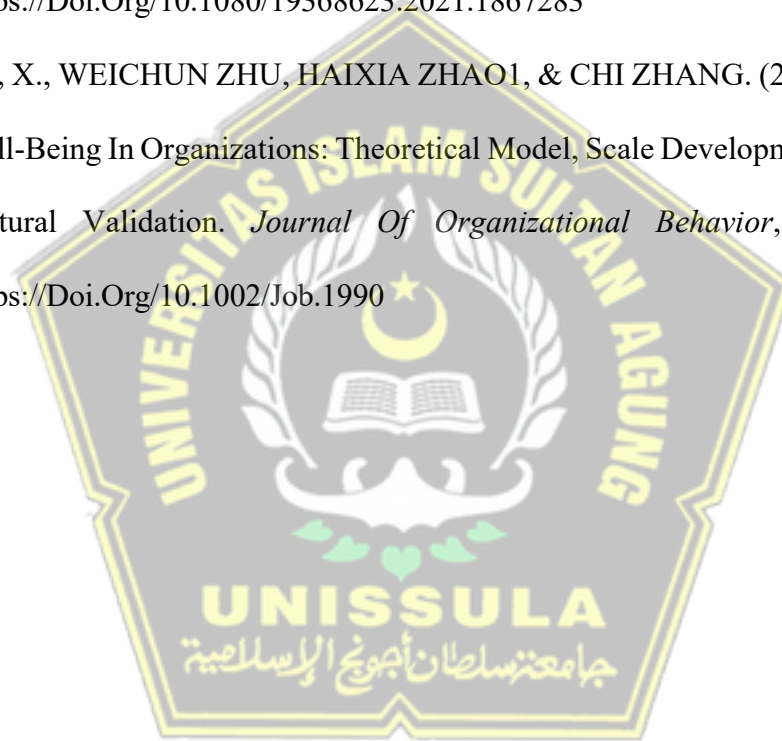 ps://Doi.Org/10.1080/19368623.2021.1867283
, X., WEICHUN ZHU, HAIXIA ZHAO1, & CHI ZHANG. (2
ll-Being In Organizations: Theoretical Model, Scale Developm
tural Validation. Journal Of Organizational Behavior,
ps://Doi.Org/10.1002/Job.1990
UNIVERSITAS ISLAM SULTAN AGUNG
UNISSULA
جامعة سلطان أجونج الإسلامية